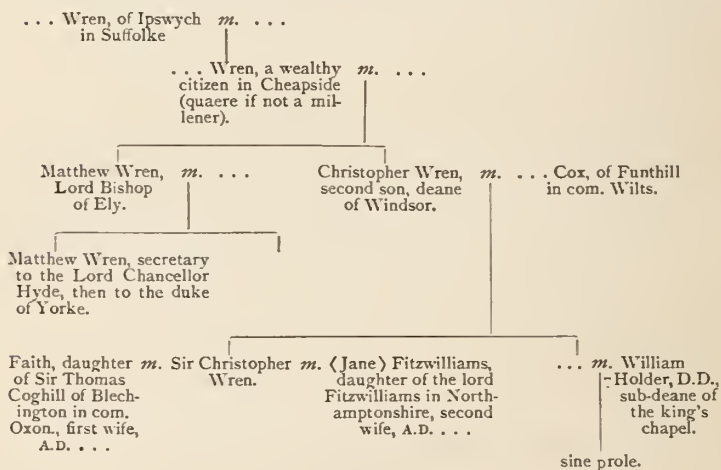 ... Wren, of Ipswych m. ...
in Suffolke
... Wren, a wealthy m. ...
citizen in Cheapside
(quaere if not a mil-
lener).
Matthew Wren, m. ...
Lord Bishop
of Ely.
Christopher Wren, m. ... Cox, of Funthill
second son, deane in com. Wilts.
of Windsor.
Matthew Wren, secretary
to the Lord Chancellor
Hyde, then to the duke
of Yorke.
Faith, daughter m. Sir Christopher m. ⟨Jane⟩ Fitzwilliams,
of Sir Thomas Wren. daughter of the lord
Coghill of Blech- Fitzwilliams in North-
ington in com. amptonshire, second
Oxon., first wife, wife, A.D. ....
A.D. ....
... m. William
Holder, D.D.,
sub-deane of
the king's
chapel.
sine prole.